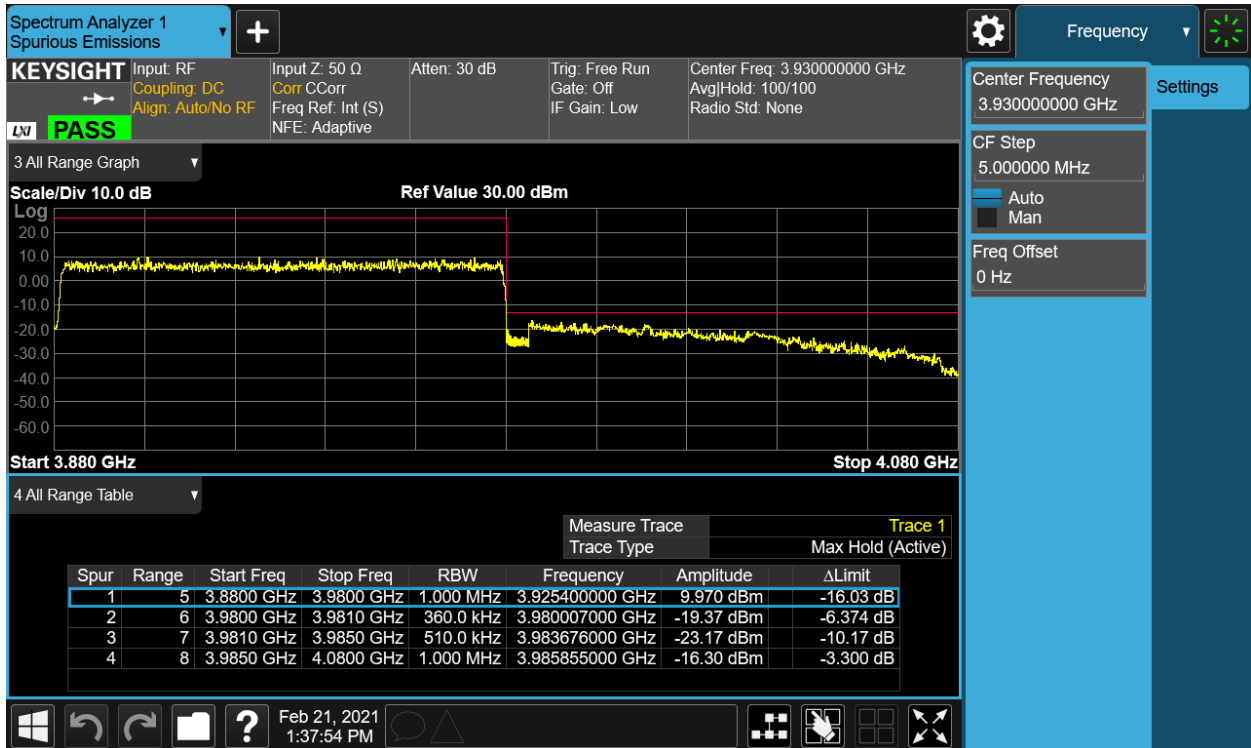 Spectrum Analyzer 1
Spurious Emissions
+
Frequency
KEYSIGHT
LXI
PASS
Input: RF
Coupling: DC
Align: Auto/No RF
Input Z: 50 Ω
Corr CCorr
Freq Ref: Int (S)
NFE: Adaptive
Atten: 30 dB
Trig: Free Run
Gate: Off
IF Gain: Low
Center Freq: 3.930000000 GHz
Avg|Hold: 100/100
Radio Std: None
Center Frequency
3.930000000 GHz
Settings
CF Step
5.000000 MHz
Auto
Man
Freq Offset
0 Hz
3 All Range Graph
Scale/Div 10.0 dB
Ref Value 30.00 dBm
Log
20.0
10.0
0.00
-10.0
-20.0
-30.0
-40.0
-50.0
-60.0
Start 3.880 GHz
Stop 4.080 GHz
4 All Range Table
Measure Trace Trace 1
Trace Type Max Hold (Active)
Spur Range Start Freq Stop Freq RBW Frequency Amplitude ΔLimit
1 5 3.8800 GHz 3.9800 GHz 1.000 MHz 3.925400000 GHz 9.970 dBm -16.03 dB
2 6 3.9800 GHz 3.9810 GHz 360.0 kHz 3.980007000 GHz -19.37 dBm -6.374 dB
3 7 3.9810 GHz 3.9850 GHz 510.0 kHz 3.983676000 GHz -23.17 dBm -10.17 dB
4 8 3.9850 GHz 4.0800 GHz 1.000 MHz 3.985855000 GHz -16.30 dBm -3.300 dB
?
Feb 21, 2021
1:37:54 PM